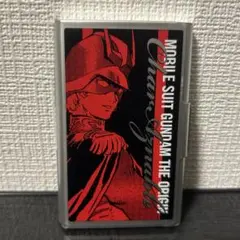 MOBILE SUIT GUNDAM THE ORIGIN
Char Aznable